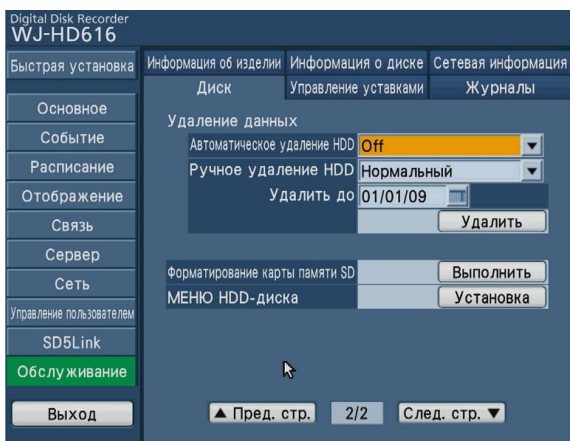 Digital Disk Recorder
WJ-HD616
Быстрая установка
Основное
Событие
Расписание
Отображение
Связь
Сервер
Сеть
Управление пользователем
SD5Link
Обслуживание
Выход
Информация об изделии Информация о диске Сетевая информация
Диск Управление уставками Журналы
Удаление данных
Автоматическое удаление HDD Off
Ручное удаление HDD Нормальный
Удалить до 01/01/09
Удалить
Форматирование карты памяти SD Выполнить
МЕНЮ HDD-диска Установка
▲ Пред. стр. 2/2 След. стр. ▼